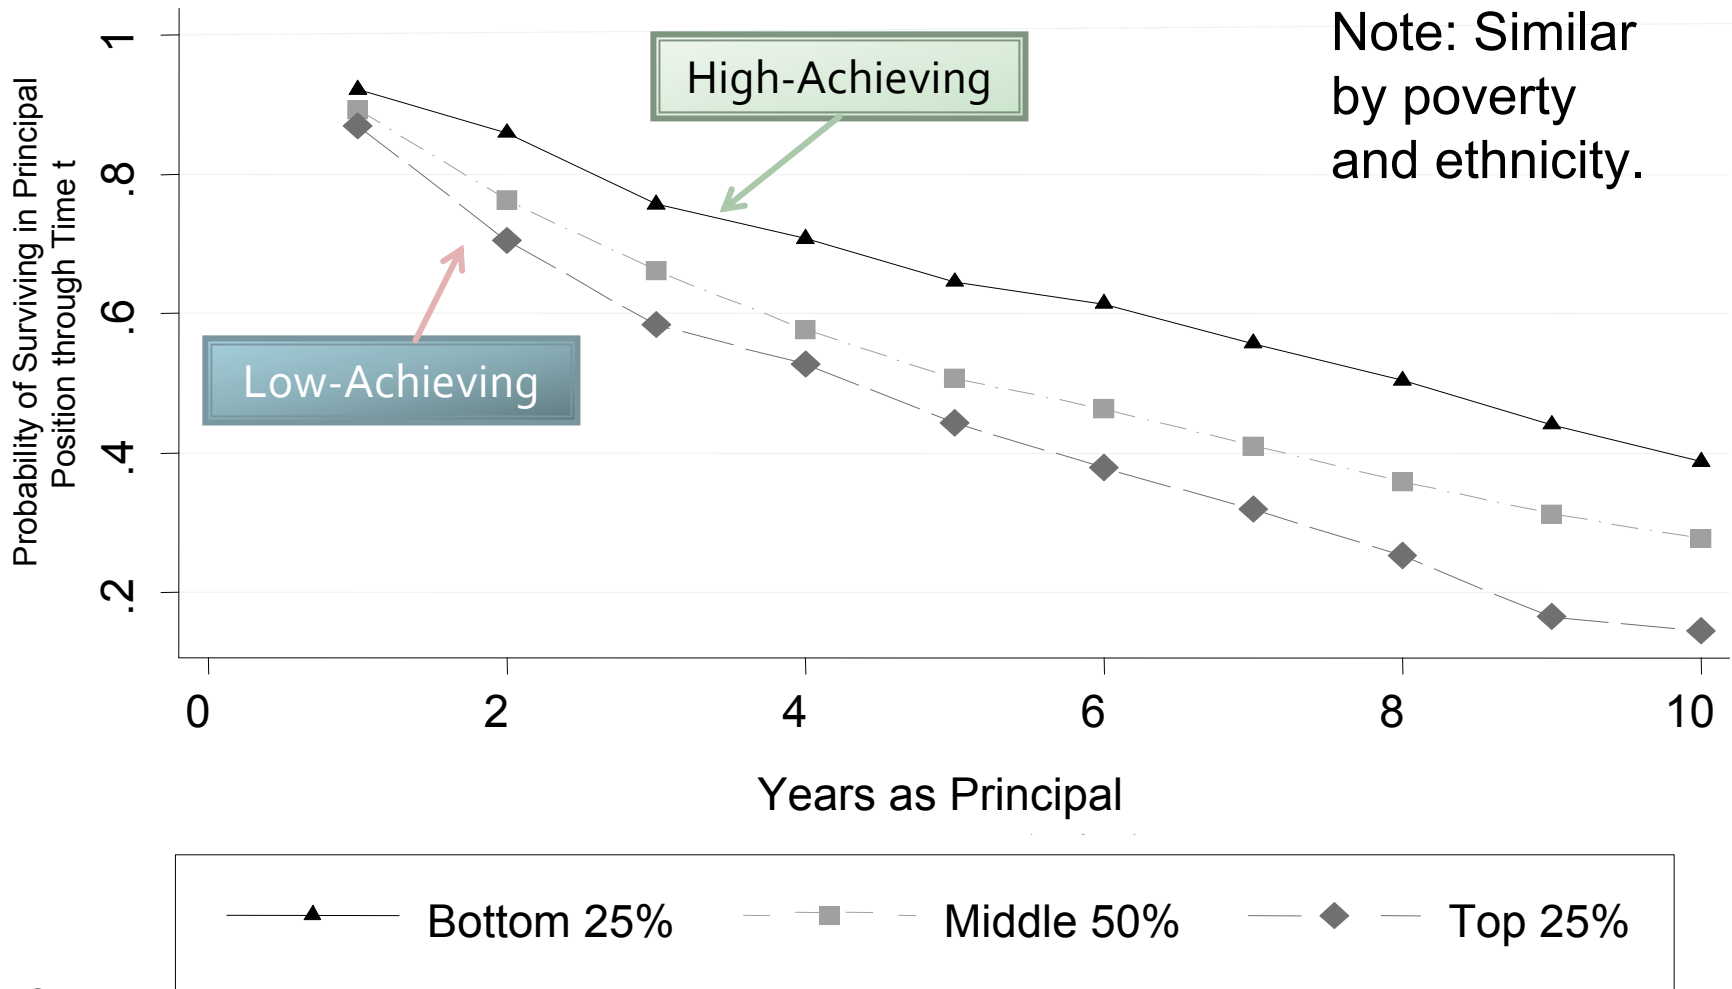 Note: Similar
by poverty
and ethnicity.
High-Achieving
Low-Achieving
Probability of Surviving in Principal
Position through Time t
1
.8
.6
.4
.2
0 2 4 6 8 10
Years as Principal
Bottom 25% Middle 50% Top 25%